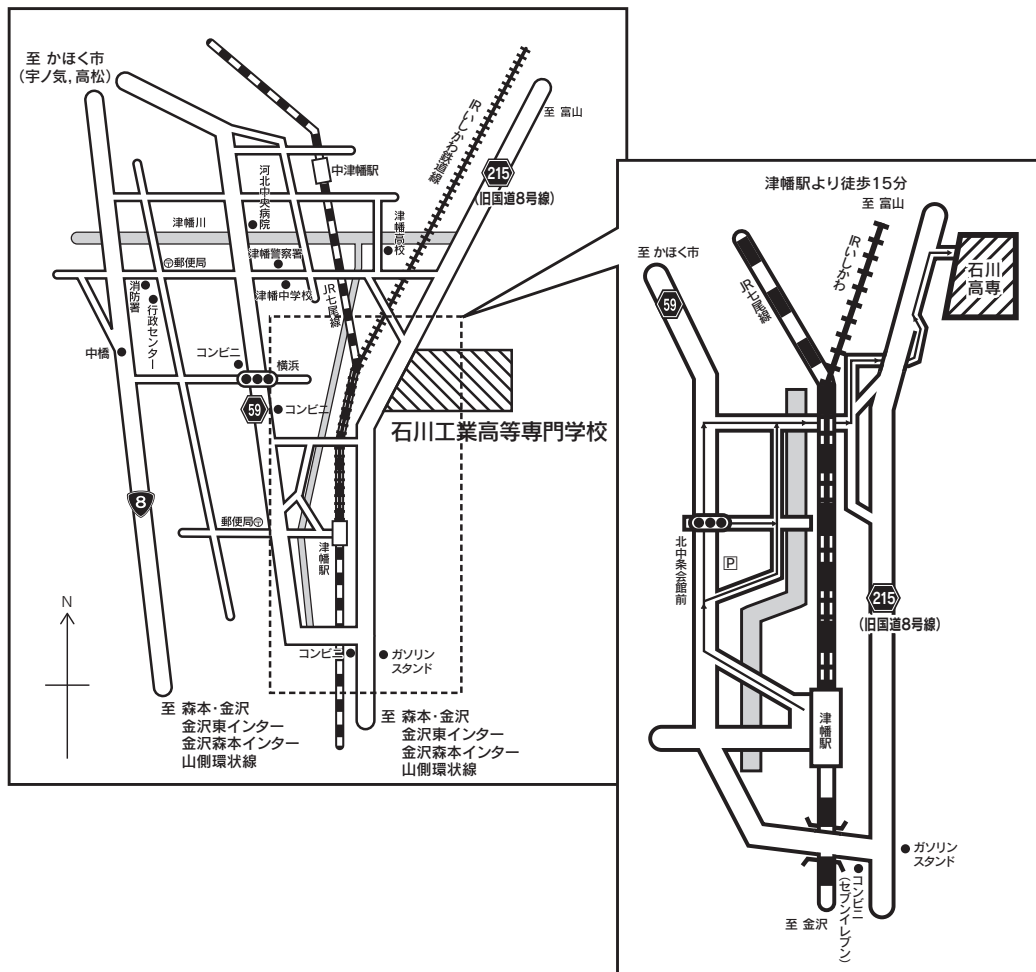 至 かほく市
(宇ノ気, 高松)
IRいしかわ鉄道線
至 富山
215
(旧国道8号線)
中津幡駅
河北中央病院
津幡高校
津幡川
〒郵便局
津幡警察署
津幡中学校
消防署
行政センター
JR七尾線
中橋
コンビニ
横浜
59
コンビニ
石川工業高等専門学校
8
郵便局〒
津幡駅
N
コンビニ
ガソリン
スタンド
至 森本・金沢
金沢東インター
金沢森本インター
山側環状線
至 森本・金沢
金沢東インター
金沢森本インター
山側環状線
津幡駅より徒歩15分
至 富山
至 かほく市
IRいしかわ
石川
高専
59
JR七尾線
北中条会館前
P
215
(旧国道8号線)
津幡駅
ガソリン
スタンド
コンビニ
(セブンイレブン)
至 金沢